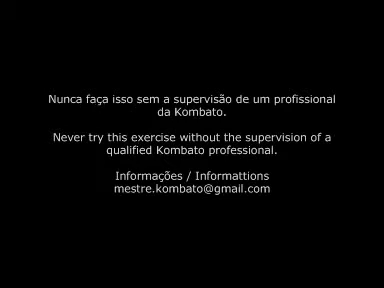 Nunca faça isso sem a supervisão de um profissional
da Kombato.
Never try this exercise without the supervision of a
qualified Kombato professional.
Informações / Informattions
mestre.kombato@gmail.com